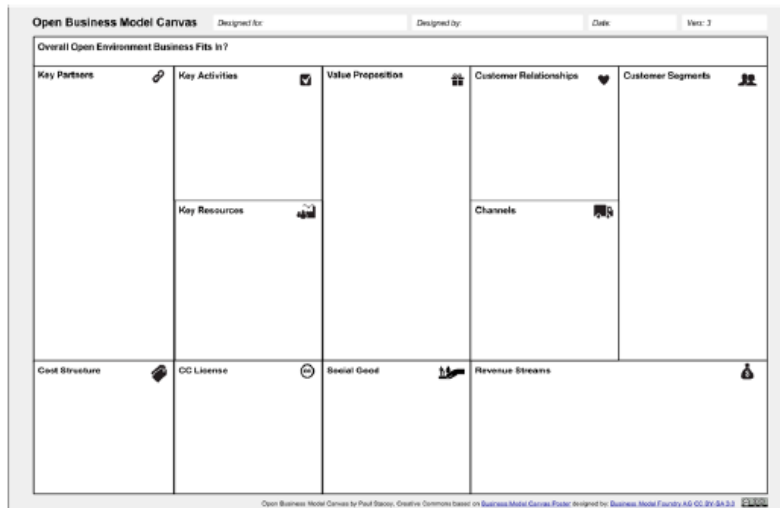 Open Business Model Canvas Designed for: Designed by: Date: Vers: 3
Overall Open Environment Business Fits In?
Key Partners Key Activities Value Proposition Customer Relationships Customer Segments
Key Resources Channels
Cost Structure CC License Social Good Revenue Streams
Open Business Model Canvas by Paul Stacey, Creative Commons based on Business Model Canvas Poster designed by: Business Model Foundry AG CC BY-SA 3.0